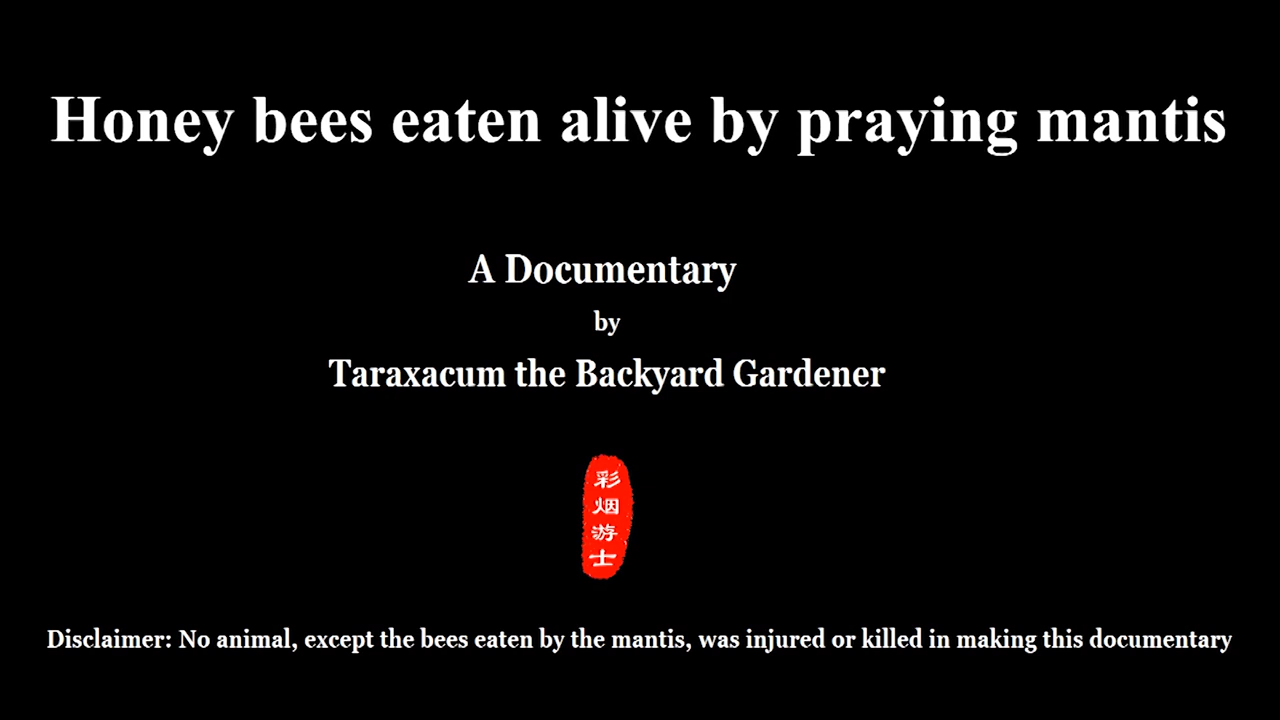 Honey bees eaten alive by praying mantis
A Documentary
by
Taraxacum the Backyard Gardener
彩烟游士
Disclaimer: No animal, except the bees eaten by the mantis, was injured or killed in making this documentary